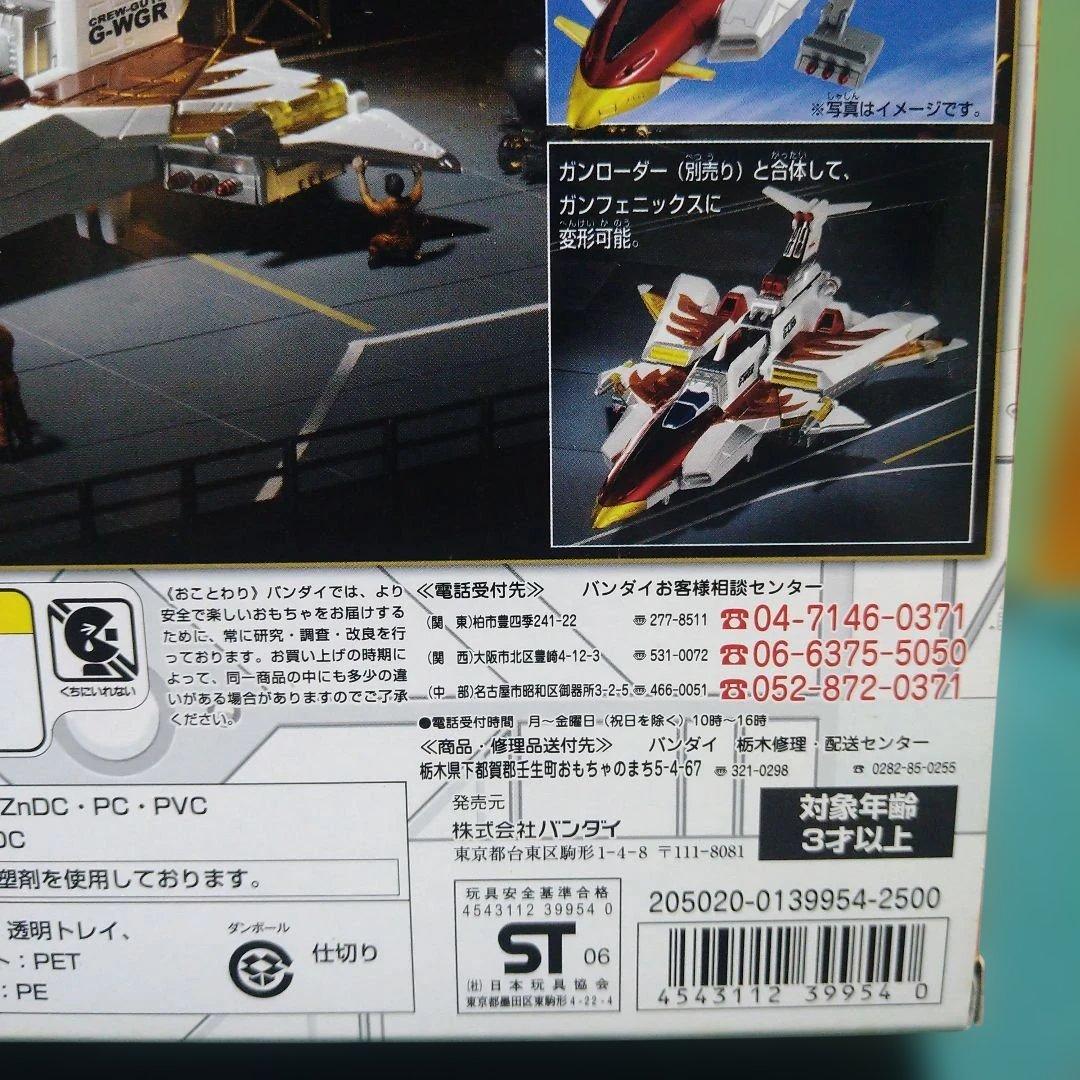 CREW-GUY
G-WGR
しゃしん
※写真はイメージです。
べつう がったい
ガンローダー（別売り）と合体して、
ガンフェニックスに
へんけいかのう
変形可能。
くちにいれない
《おことわり》バンダイでは、より
安全で楽しいおもちゃをお届けする
ために、常に研究・調査・改良を行
っております。お買い上げの時期に
よって、同一商品の中にも多少の違
いがある場合がありますのでご了承
ください。
≪電話受付先≫ バンダイお客様相談センター
(関 東)柏市豊四季241-22 〠277-8511 ☎04-7146-0371
(関 西)大阪市北区豊崎4-12-3 〠531-0072 ☎06-6375-5050
(中 部)名古屋市昭和区御器所3-2-5 〠466-0051 ☎052-872-0371
●電話受付時間 月〜金曜日（祝日を除く）10時〜16時
≪商品・修理品送付先≫ バンダイ 栃木修理・配送センター
栃木県下都賀郡壬生町おもちゃのまち5-4-67 〠321-0298 ☎0282-85-0255
発売元
株式会社バンダイ
東京都台東区駒形1-4-8 〒111-8081
対象年齢
3才以上
ZnDC・PC・PVC
DC
塑剤を使用しております。
透明トレイ、
ト：PET
：PE
ダンボール
仕切り
玩具安全基準合格
4543112 39954 0
ST 06
(社)日本玩具協会
東京都墨田区東駒形4-22-4
205020-0139954-2500
4543112 39954 0